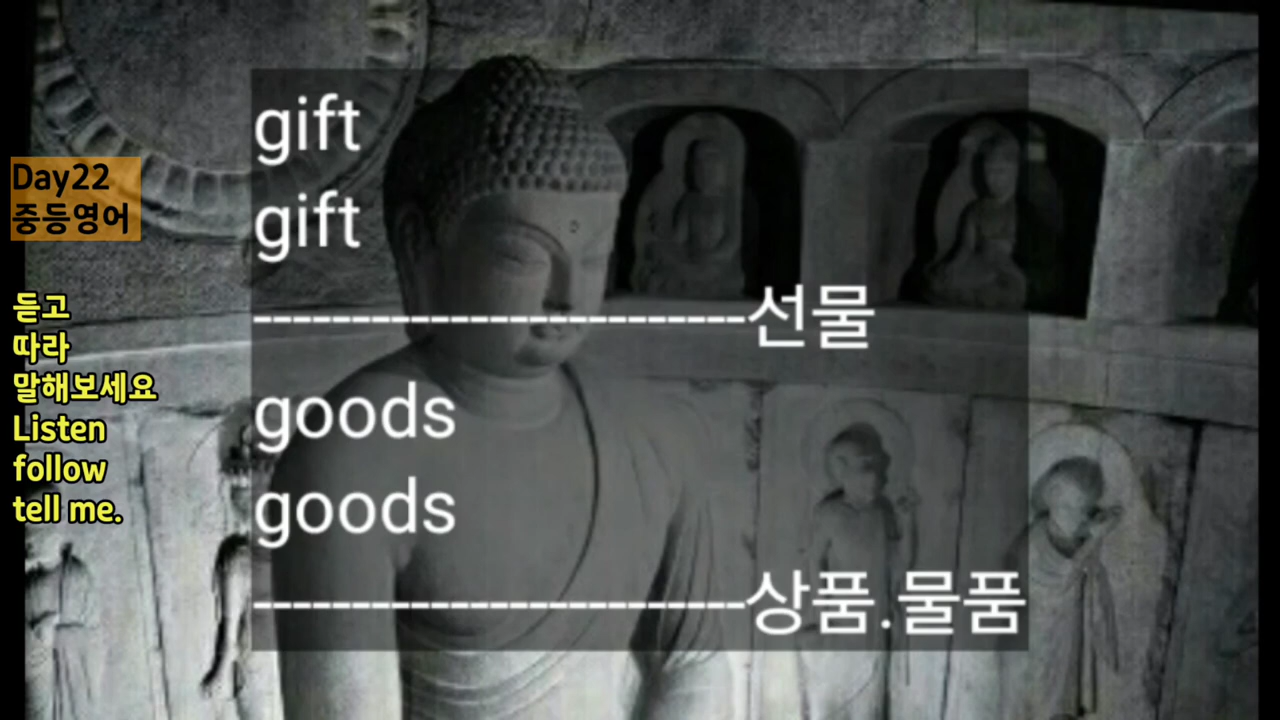 Day22
중등영어
듣고
따라
말해보세요
Listen
follow
tell me.
gift
gift
-------------------------선물
goods
goods
-------------------------상품.물품